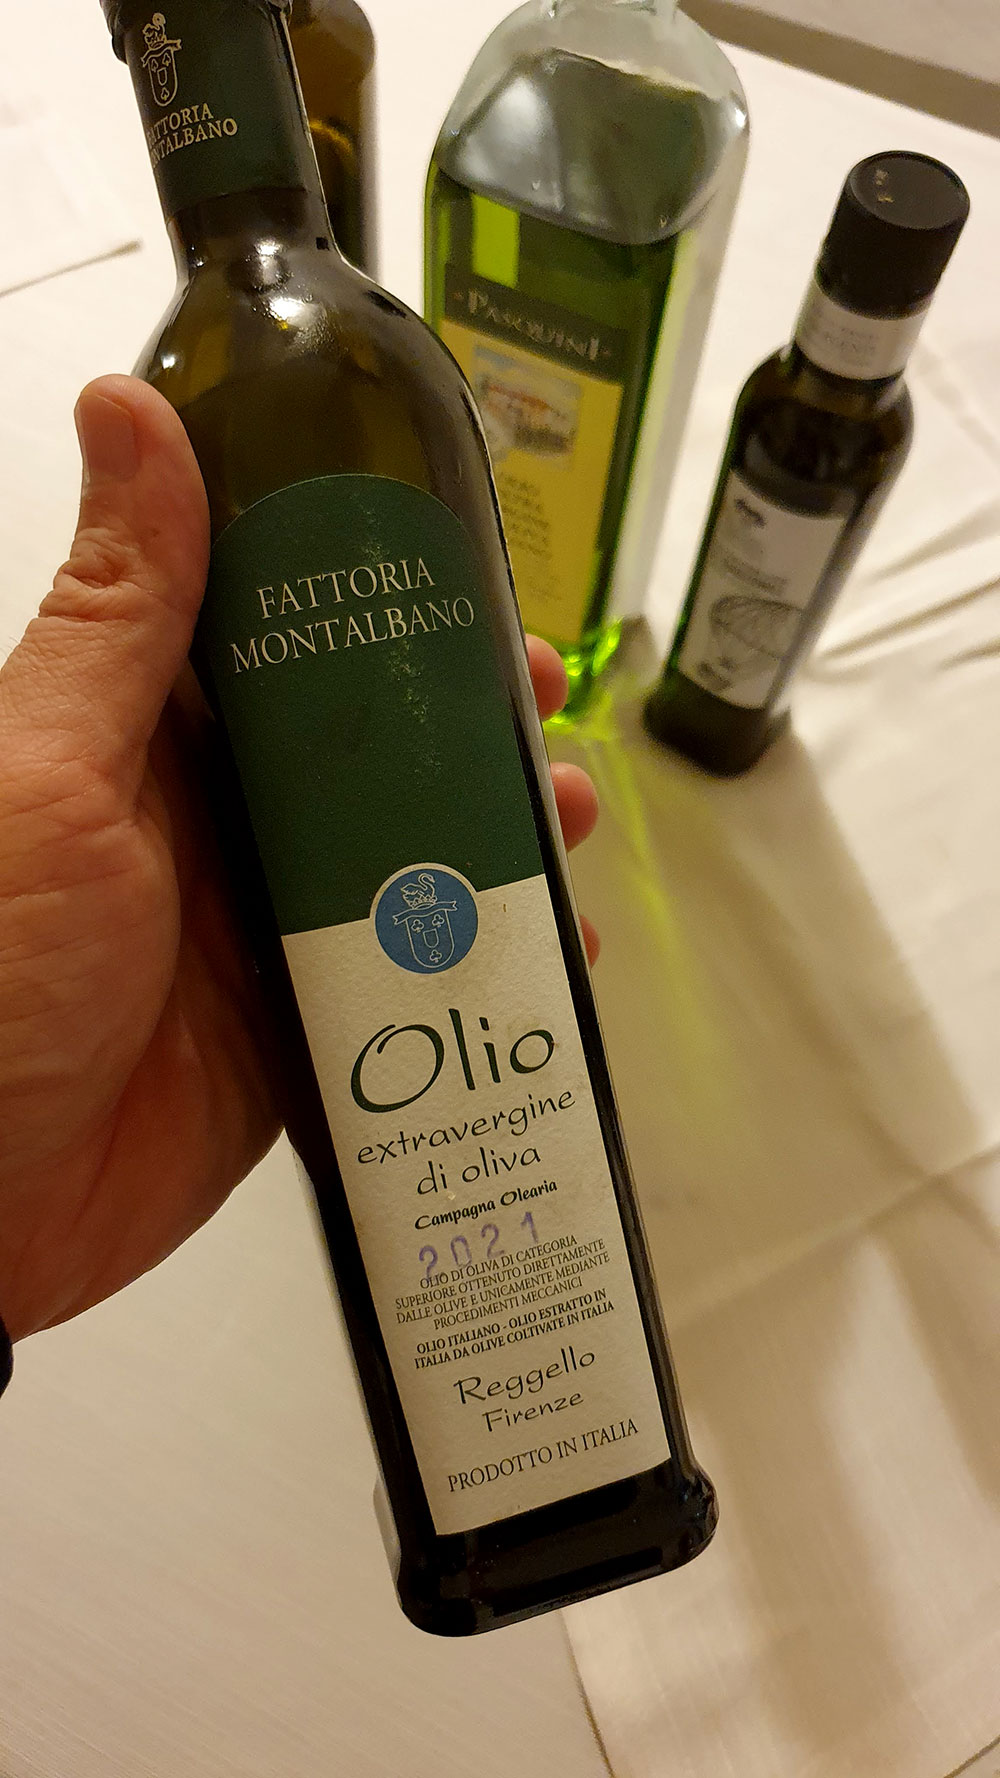 FATTORIA
MONTALBANO
FATTORIA
MONTALBANO
Olio
extravergine
di oliva
Campagna Olearia
2021
OLIO DI OLIVA DI CATEGORIA
SUPERIORE OTTENUTO DIRETTAMENTE
DALLE OLIVE E UNICAMENTE MEDIANTE
PROCEDIMENTI MECCANICI
OLIO ITALIANO - OLIO ESTRATTO IN
ITALIA DA OLIVE COLTIVATE IN ITALIA
Reggello
Firenze
PRODOTTO IN ITALIA
- PASQUINI -